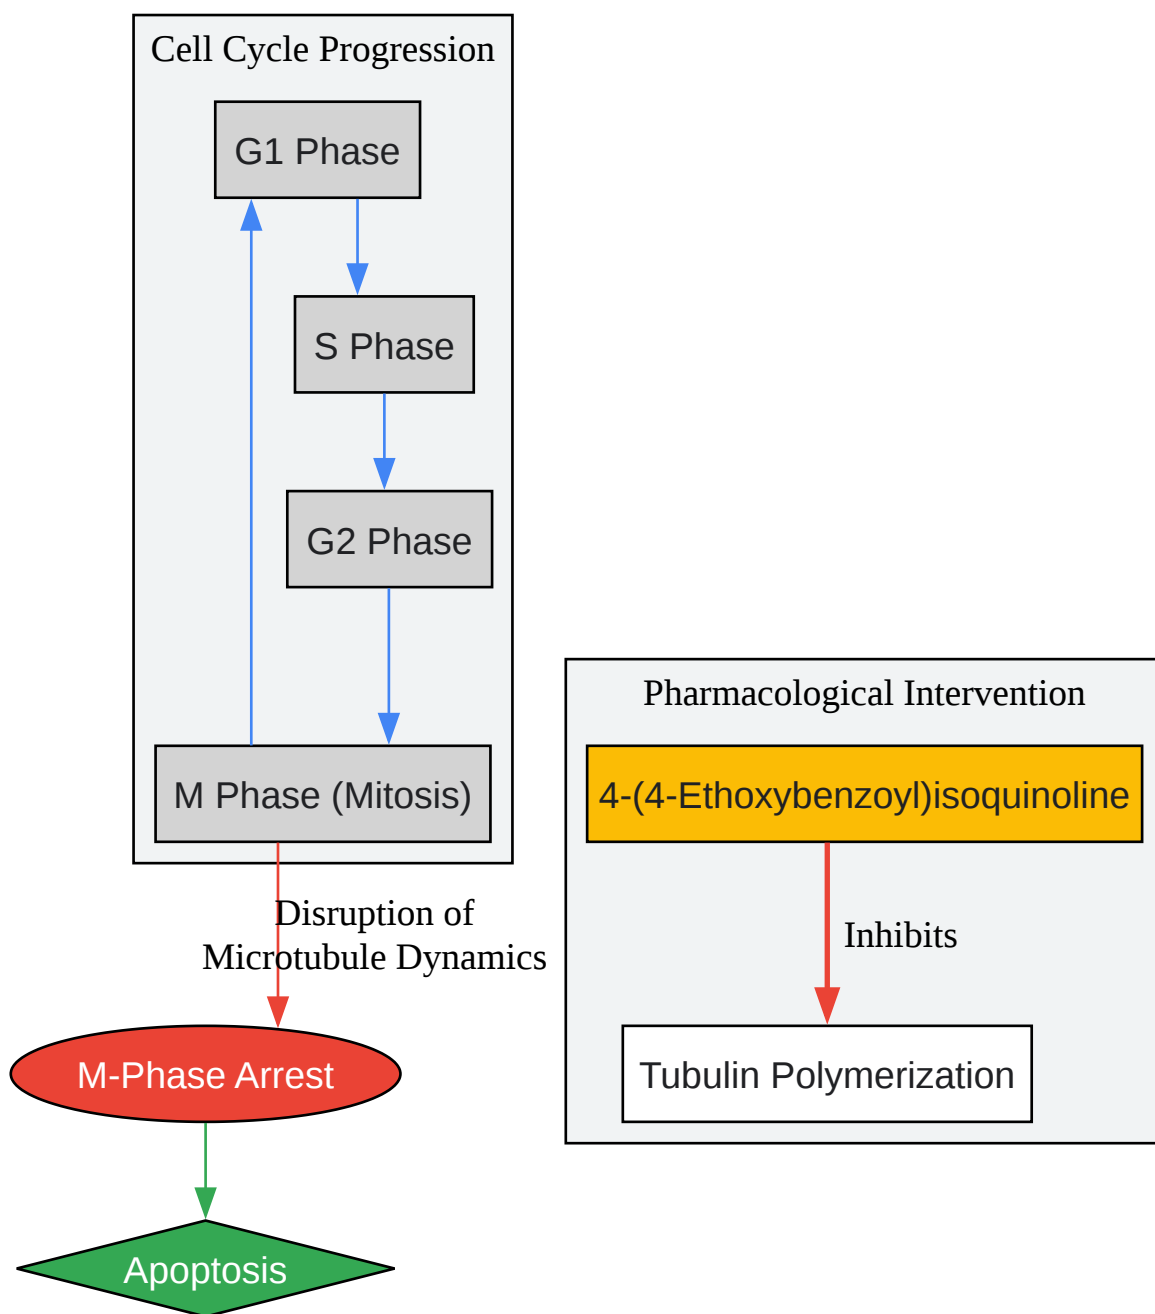 Cell Cycle Progression
G1 Phase
S Phase
G2 Phase
M Phase (Mitosis)
Disruption of
Microtubule Dynamics
M-Phase Arrest
Apoptosis
Pharmacological Intervention
4-(4-Ethoxybenzoyl)isoquinoline
Inhibits
Tubulin Polymerization